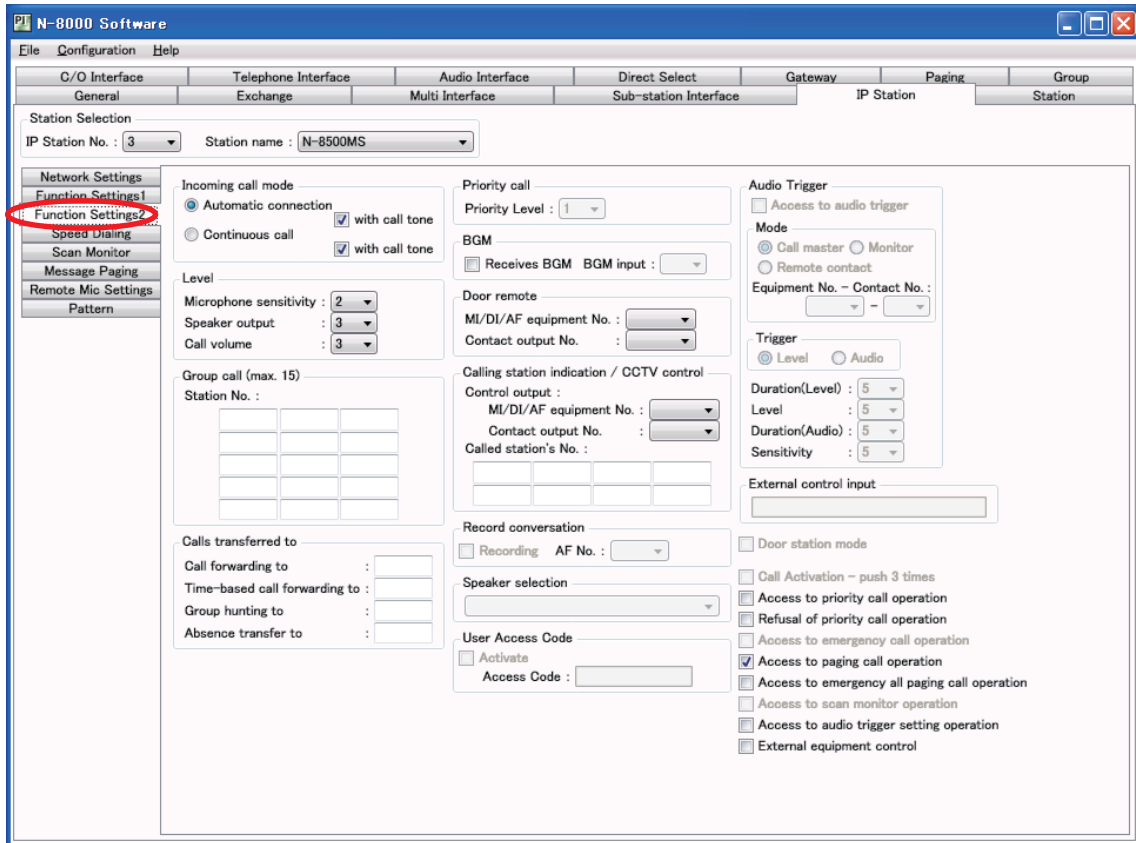 N-8000 Software
File Configuration Help
C/O Interface Telephone Interface Audio Interface Direct Select Gateway Paging Group
General Exchange Multi Interface Sub-station Interface IP Station Station
Station Selection
IP Station No. : 3 Station name : N-8500MS
Network Settings
Function Settings1
Function Settings2
Speed Dialing
Scan Monitor
Message Paging
Remote Mic Settings
Pattern
Incoming call mode
Automatic connection
with call tone
Continuous call
with call tone
Level
Microphone sensitivity : 2
Speaker output : 3
Call volume : 3
Group call (max. 15)
Station No. :
Calls transferred to
Call forwarding to :
Time-based call forwarding to :
Group hunting to :
Absence transfer to :
Priority call
Priority Level : 1
BGM
Receives BGM BGM input :
Door remote
MI/DI/AF equipment No. :
Contact output No. :
Calling station indication / CCTV control
Control output :
MI/DI/AF equipment No. :
Contact output No. :
Called station's No. :
Record conversation
Recording AF No. :
Speaker selection
User Access Code
Activate
Access Code :
Audio Trigger
Access to audio trigger
Mode
Call master Monitor
Remote contact
Equipment No. - Contact No. :
-
Trigger
Level Audio
Duration(Level) : 5
Level : 5
Duration(Audio) : 5
Sensitivity : 5
External control input
Door station mode
Call Activation - push 3 times
Access to priority call operation
Refusal of priority call operation
Access to emergency call operation
Access to paging call operation
Access to emergency all paging call operation
Access to scan monitor operation
Access to audio trigger setting operation
External equipment control